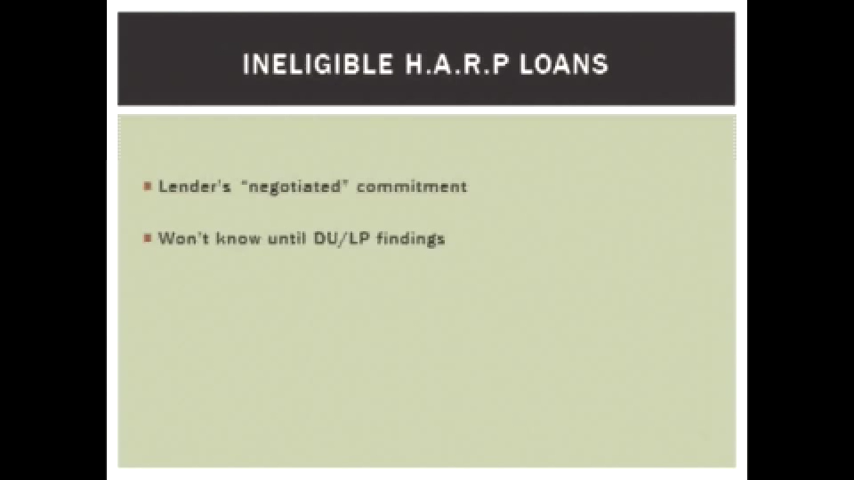 INELIGIBLE H.A.R.P LOANS
Lender's "negotiated" commitment
Won't know until DU/LP findings